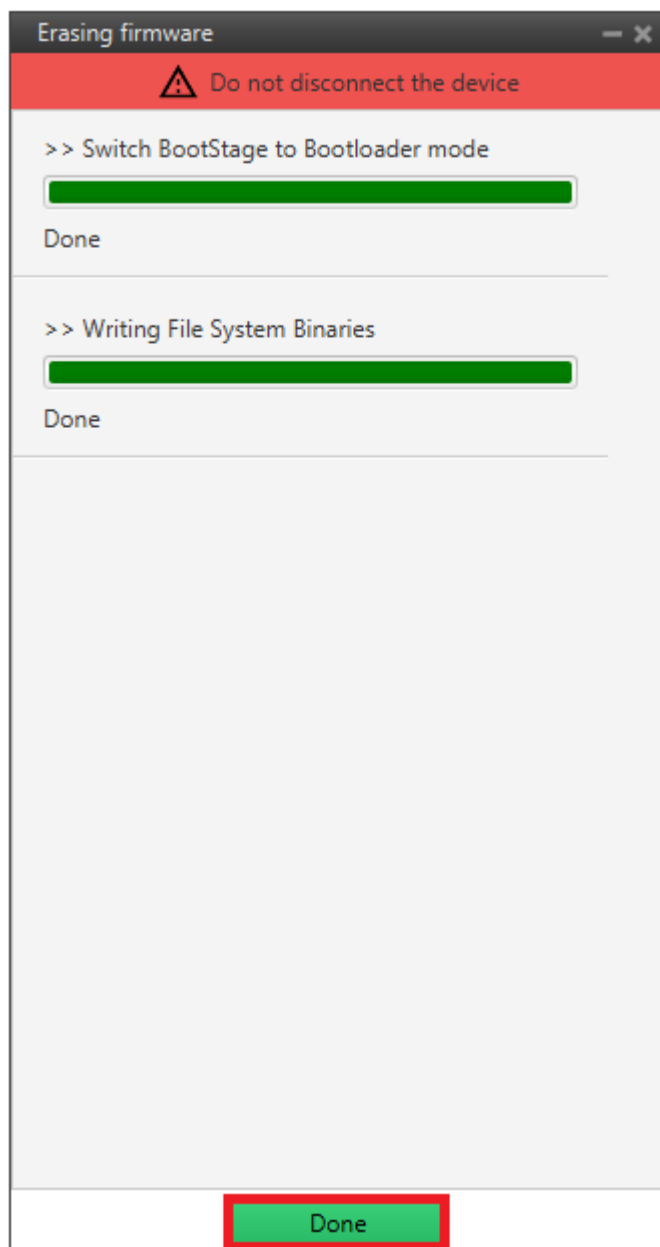 Erasing firmware
Do not disconnect the device
>> Switch BootStage to Bootloader mode
Done
>> Writing File System Binaries
Done
Done